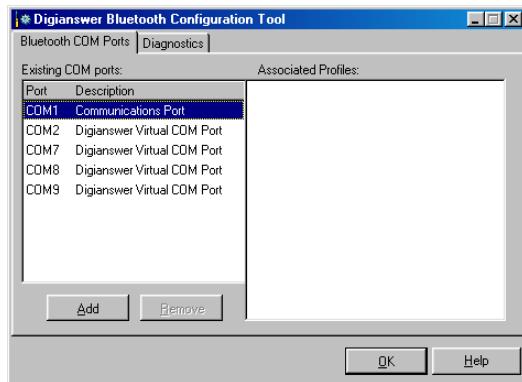 Digianswer Bluetooth Configuration Tool
Bluetooth COM Ports Diagnostics
Existing COM ports: Associated Profiles:
Port Description
COM1 Communications Port
COM2 Digianswer Virtual COM Port
COM7 Digianswer Virtual COM Port
COM8 Digianswer Virtual COM Port
COM9 Digianswer Virtual COM Port
Add Remove
OK Help